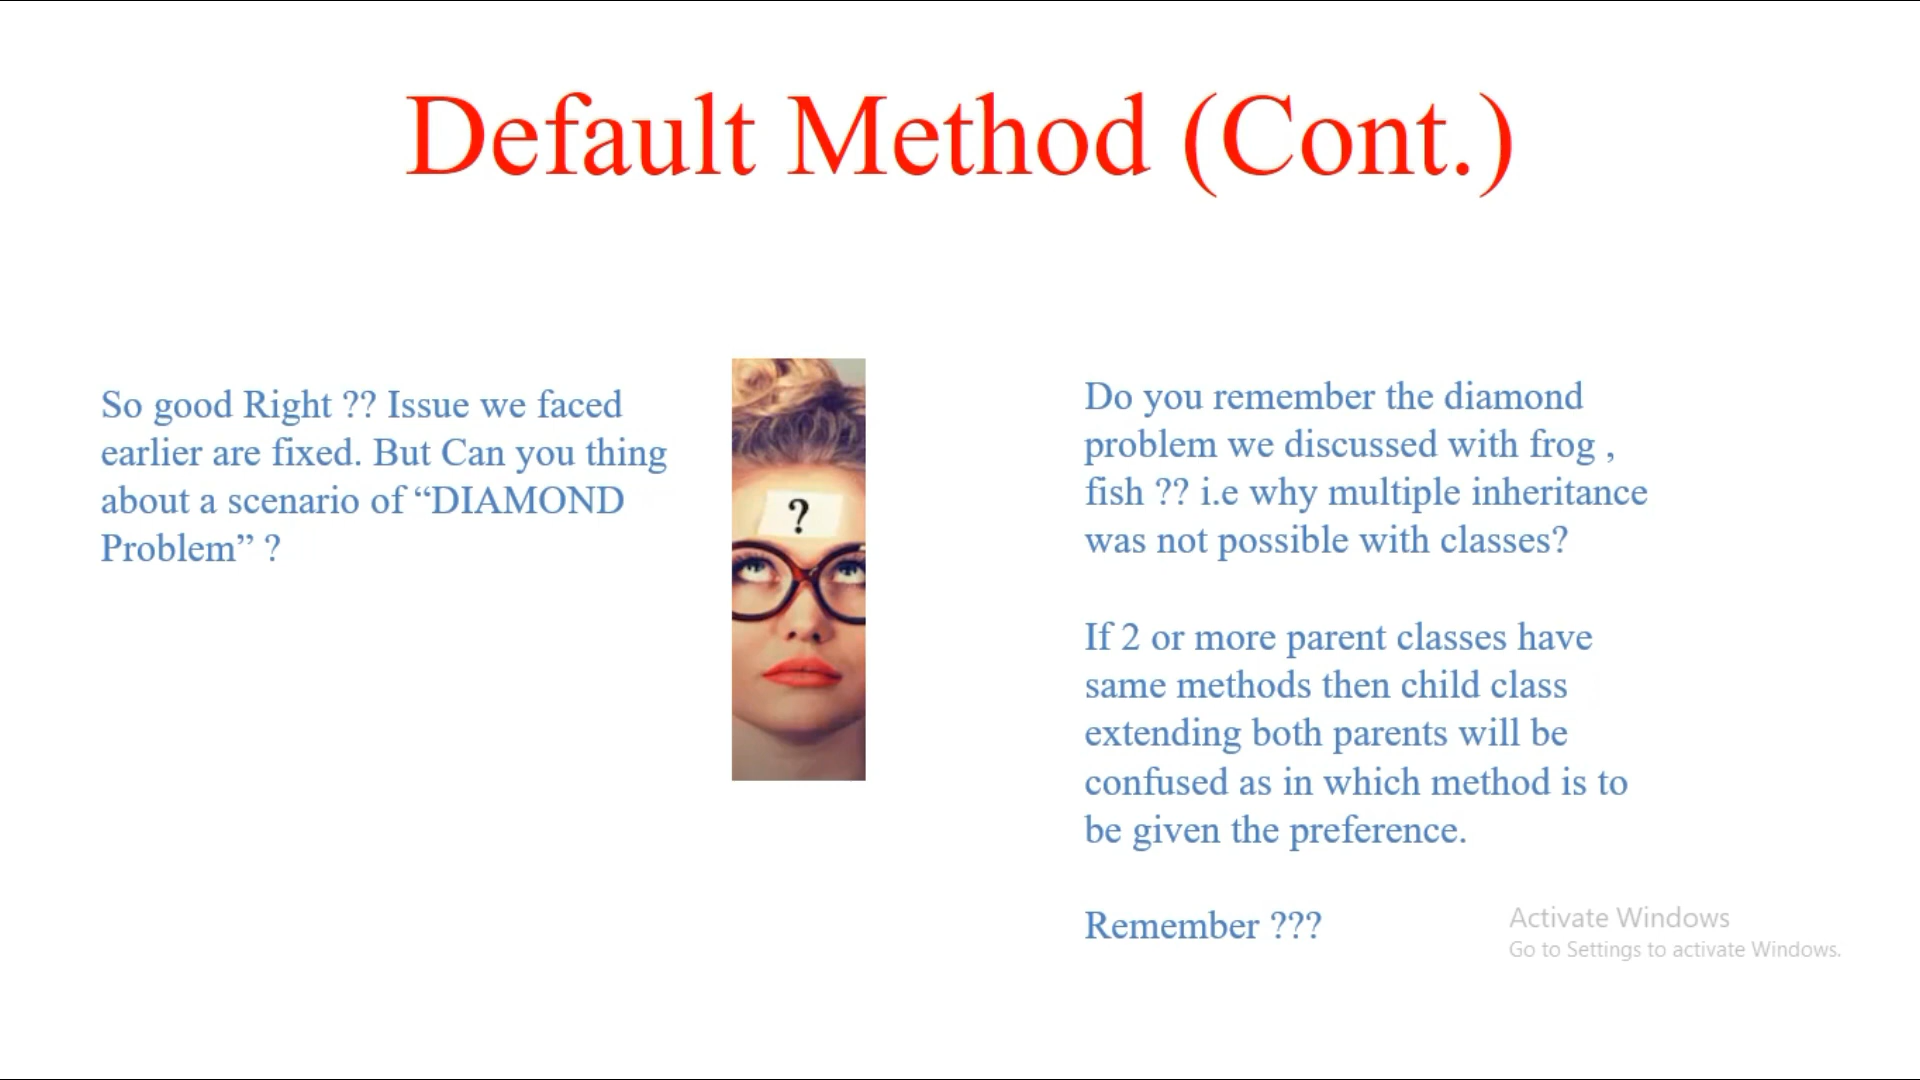 Default Method (Cont.)
So good Right ?? Issue we faced
earlier are fixed. But Can you thing
about a scenario of “DIAMOND
Problem” ?
?
Do you remember the diamond
problem we discussed with frog ,
fish ?? i.e why multiple inheritance
was not possible with classes?
If 2 or more parent classes have
same methods then child class
extending both parents will be
confused as in which method is to
be given the preference.
Remember ???
Activate Windows
Go to Settings to activate Windows.